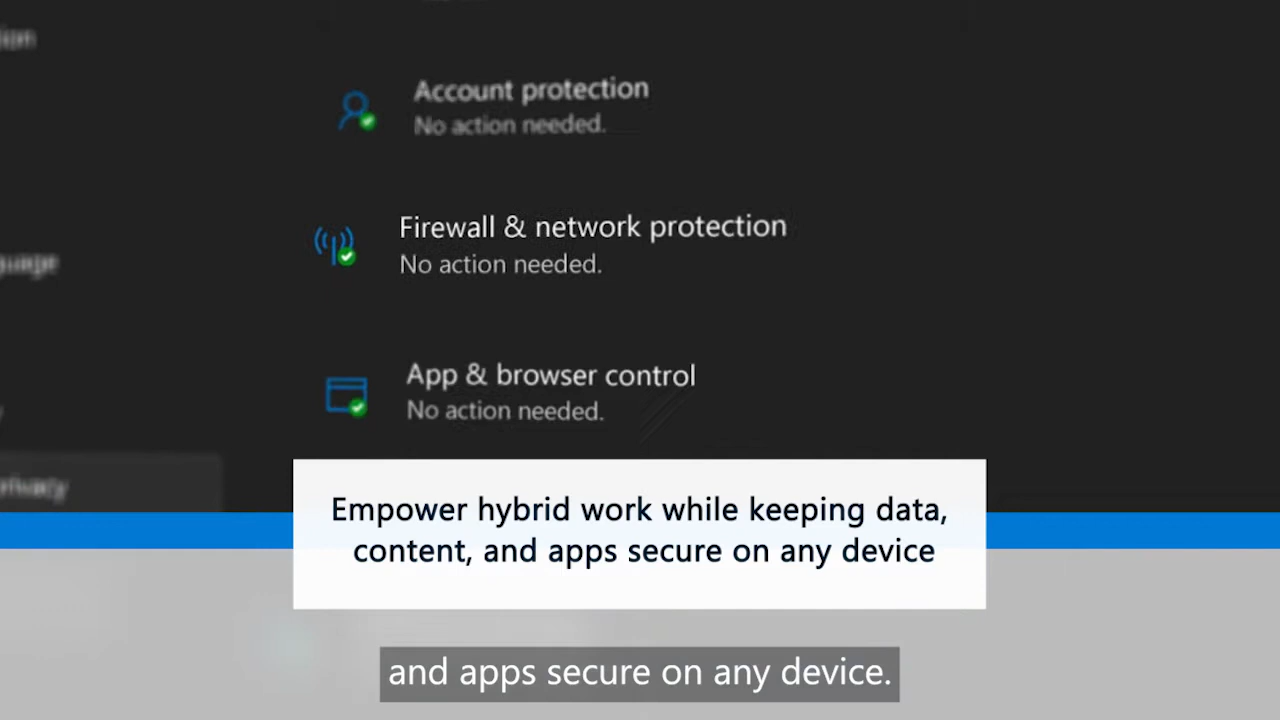 Account protection
No action needed.
Firewall & network protection
No action needed.
App & browser control
No action needed.
privacy
Empower hybrid work while keeping data,
content, and apps secure on any device
and apps secure on any device.